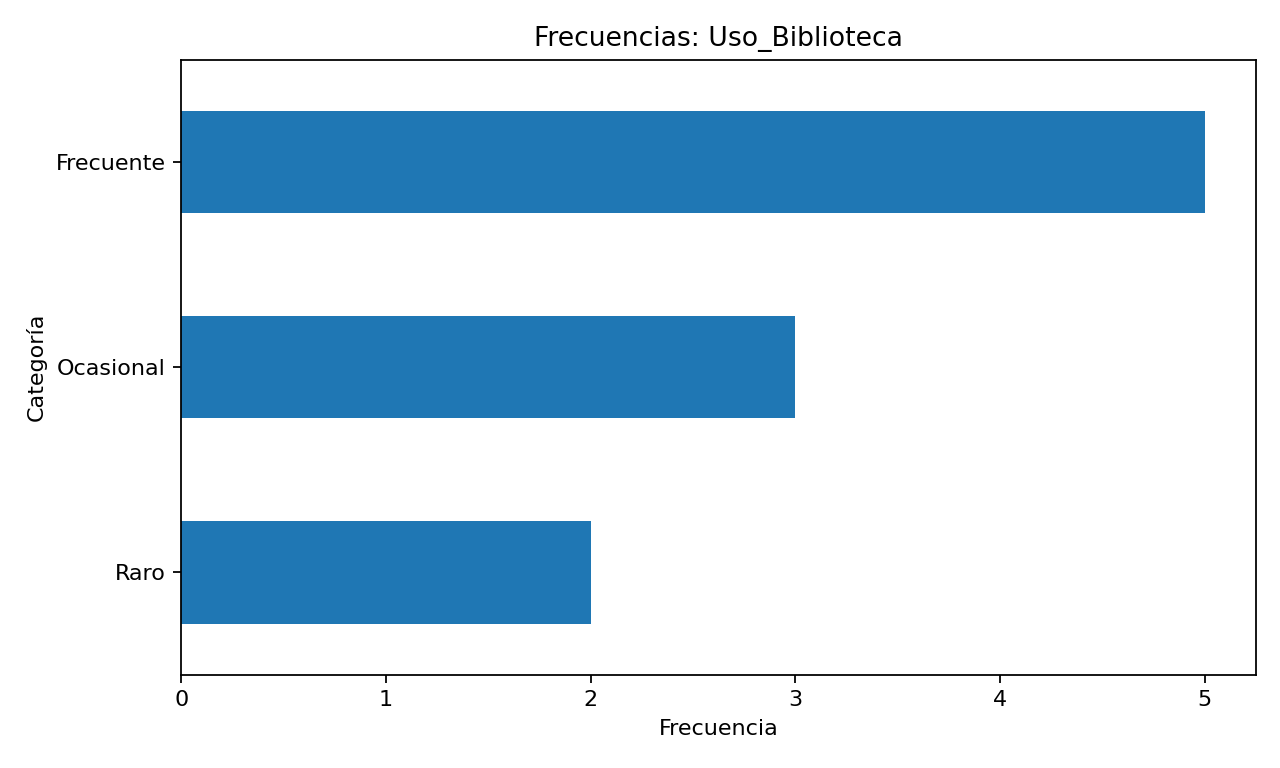 Frecuencias: Uso_Biblioteca
Frecuente
Ocasional
Raro
Categoría
0 1 2 3 4 5
Frecuencia